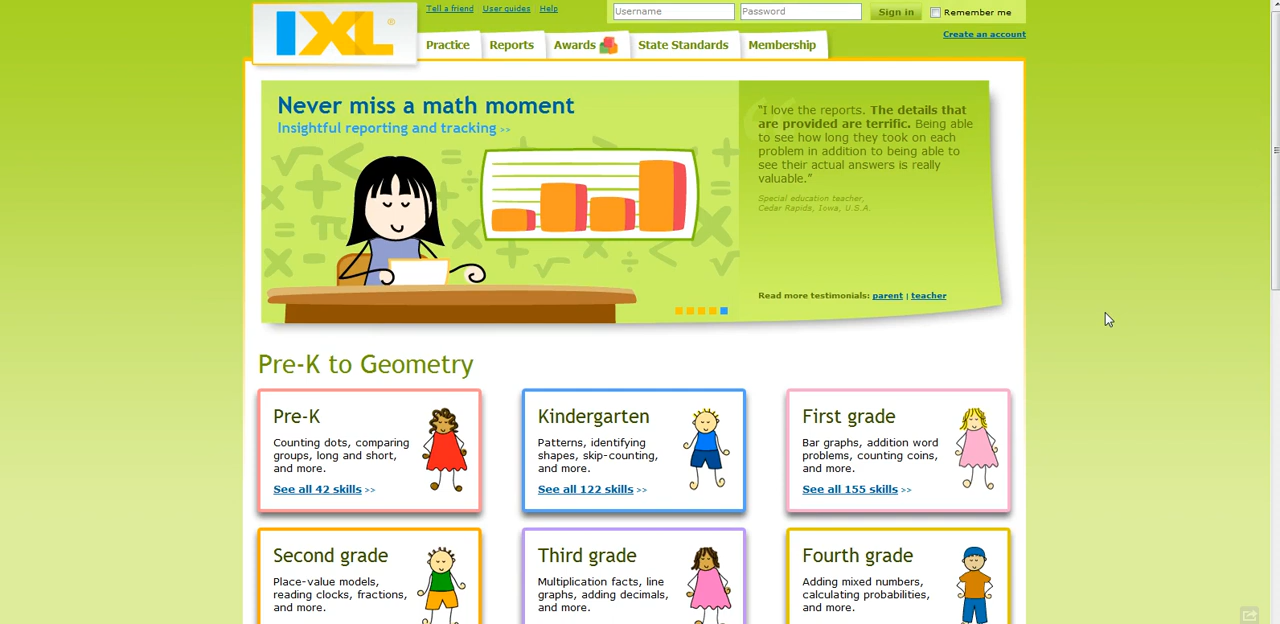 IXL®
Tell a friend User guides Help
Username Password Sign in Remember me
Create an account
Practice Reports Awards State Standards Membership
Never miss a math moment
Insightful reporting and tracking >>
“I love the reports. The details that
are provided are terrific. Being able
to see how long they took on each
problem in addition to being able to
see their actual answers is really
valuable.”
Special education teacher,
Cedar Rapids, Iowa, U.S.A.
Read more testimonials: parent | teacher
Pre-K to Geometry
Pre-K
Counting dots, comparing
groups, long and short,
and more.
See all 42 skills >>
Kindergarten
Patterns, identifying
shapes, skip-counting,
and more.
See all 122 skills >>
First grade
Bar graphs, addition word
problems, counting coins,
and more.
See all 155 skills >>
Second grade
Place-value models,
reading clocks, fractions,
and more.
Third grade
Multiplication facts, line
graphs, adding decimals,
and more.
Fourth grade
Adding mixed numbers,
calculating probabilities,
and more.